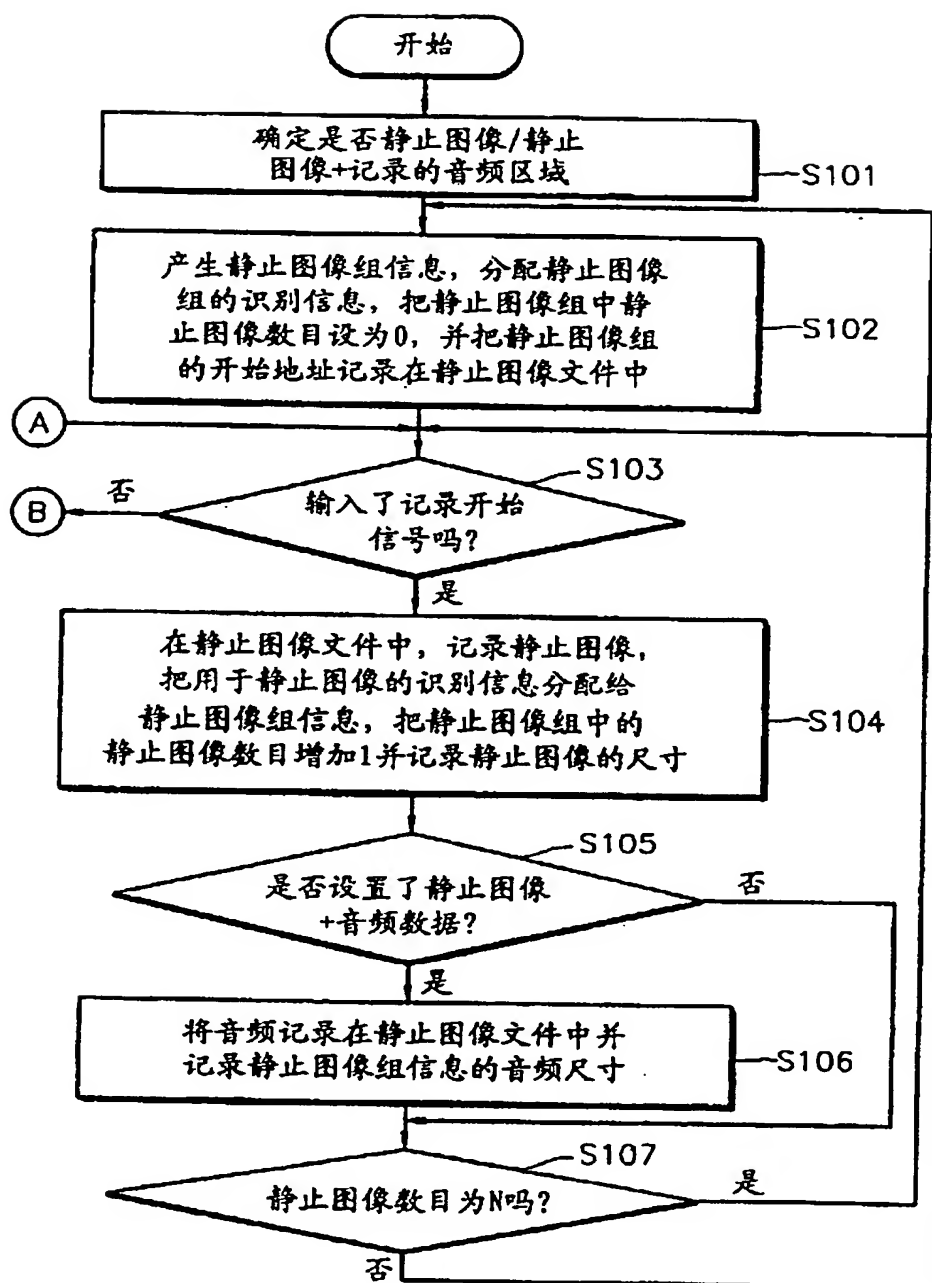 开始
确定是否静止图像/静止
图像+记录的音频区域
S101
产生静止图像组信息，分配静止图像
组的识别信息，把静止图像组中静
止图像数目设为0，并把静止图像组
的开始地址记录在静止图像文件中
S102
A
S103
否
B
输入了记录开始
信号吗？
是
在静止图像文件中，记录静止图像，
把用于静止图像的识别信息分配给
静止图像组信息，把静止图像组中的
静止图像数目增加1并记录静止图像的尺寸
S104
S105
是否设置了静止图像
+音频数据？
否
是
将音频记录在静止图像文件中并
记录静止图像组信息的音频尺寸
S106
S107
静止图像数目为N吗？
是
否